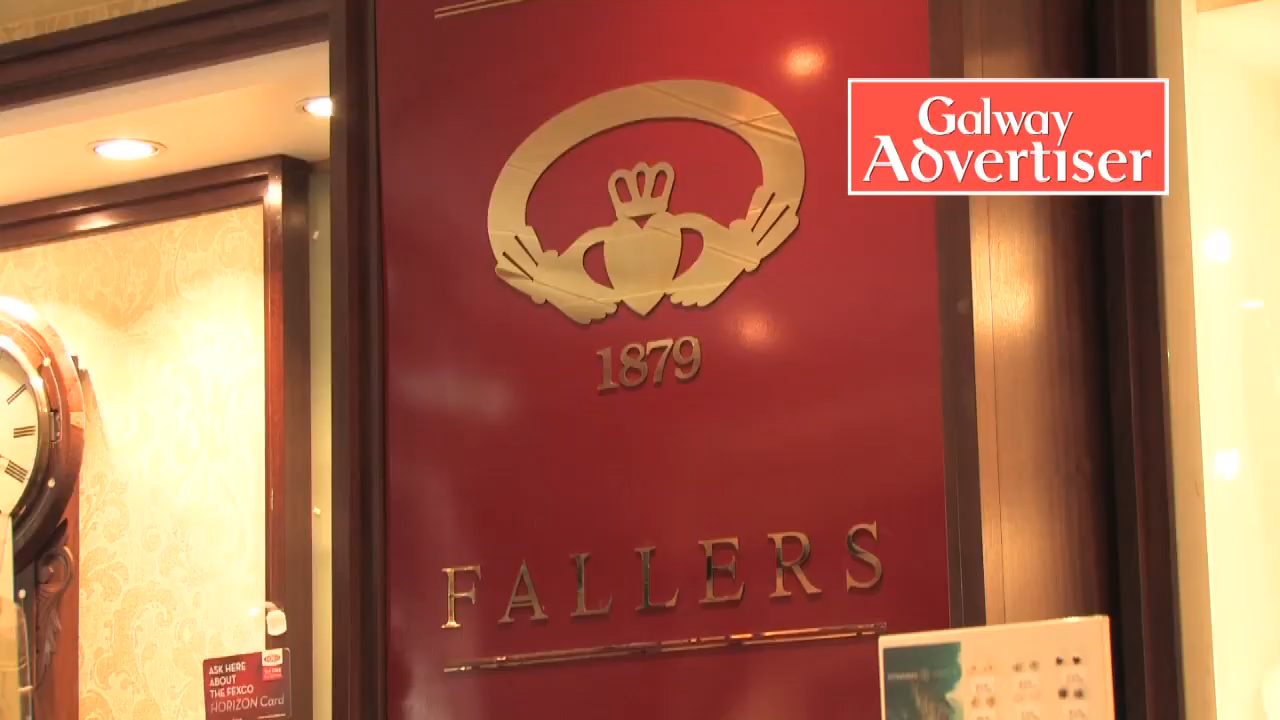 Galway
Advertiser
1879
FALLERS
ASK HERE
ABOUT
THE FEXCO
HORIZON Card